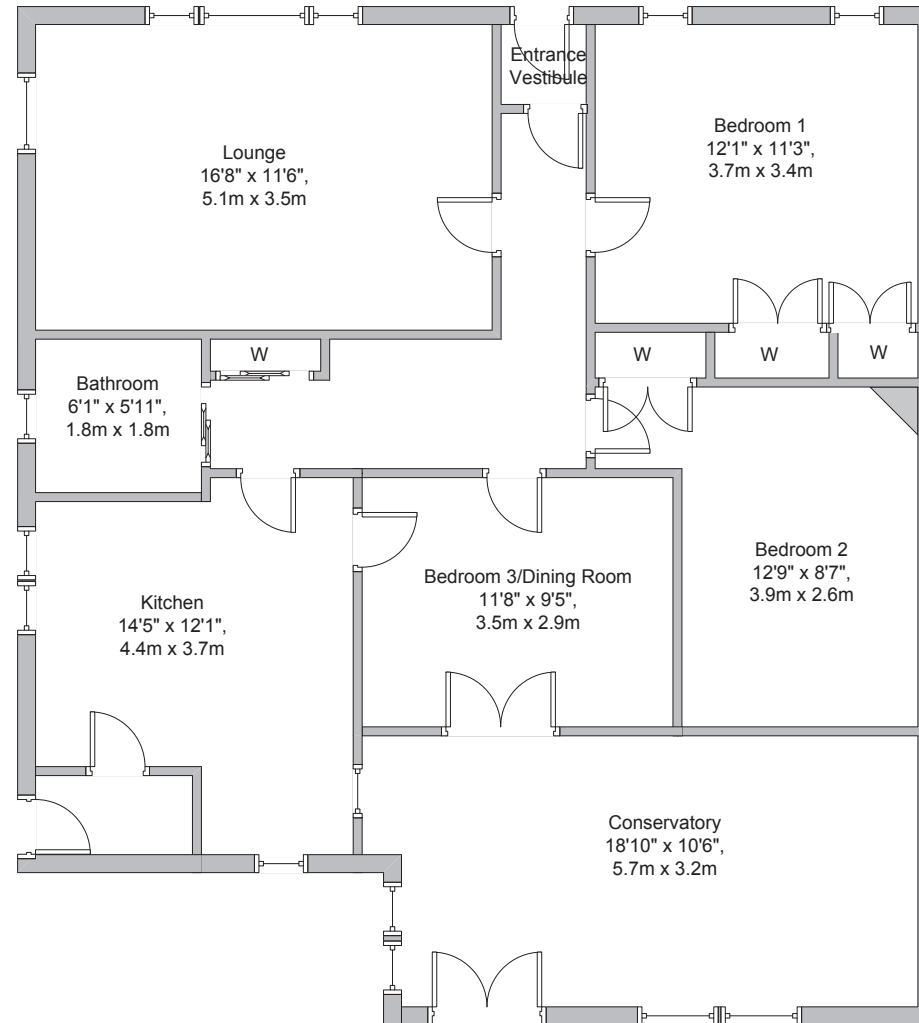 Entrance
Vestibule
Lounge
16'8" x 11'6",
5.1m x 3.5m
Bedroom 1
12'1" x 11'3",
3.7m x 3.4m
W
W
W
W
Bathroom
6'1" x 5'11",
1.8m x 1.8m
Kitchen
14'5" x 12'1",
4.4m x 3.7m
Bedroom 3/Dining Room
11'8" x 9'5",
3.5m x 2.9m
Bedroom 2
12'9" x 8'7",
3.9m x 2.6m
Conservatory
18'10" x 10'6",
5.7m x 3.2m